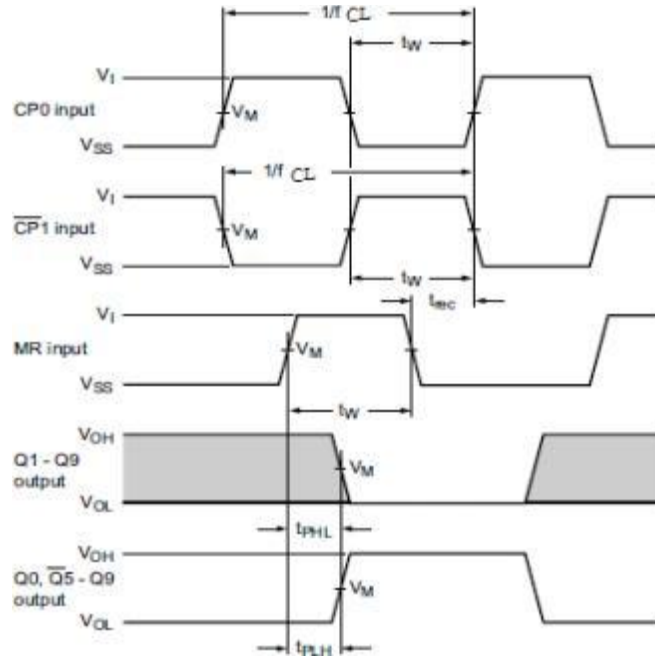 1/f CL
tW
VI
CP0 input
VM
VSS
1/f CL
VI
CP1 input
VM
VSS
tW
trec
VI
MR input
VM
VSS
tW
VOH
Q1 - Q9
output
VM
VOL
tPHL
VOH
Q0, Q5 - Q9
output
VM
VOL
tPLH